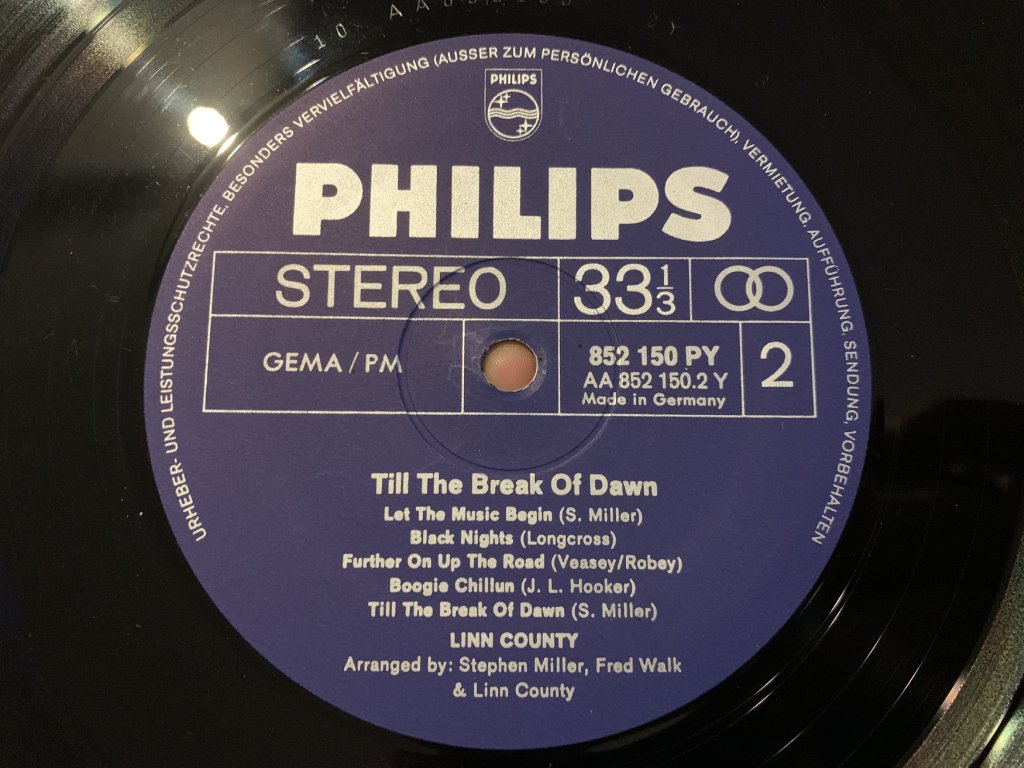 URHEBER- UND LEISTUNGSSCHUTZRECHTE, BESONDERS VERVIELFÄLTIGUNG (AUSSER ZUM PERSÖNLICHEN GEBRAUCH), VERMIETUNG, AUFFÜHRUNG, SENDUNG, VORBEHALTEN
PHILIPS
PHILIPS
STEREO 33 1/3
GEMA / PM
852 150 PY
AA 852 150.2 Y
Made in Germany
2
Till The Break Of Dawn
Let The Music Begin (S. Miller)
Black Nights (Longcross)
Further On Up The Road (Veasey/Robey)
Boogie Chillun (J. L. Hooker)
Till The Break Of Dawn (S. Miller)
LINN COUNTY
Arranged by: Stephen Miller, Fred Walk
& Linn County